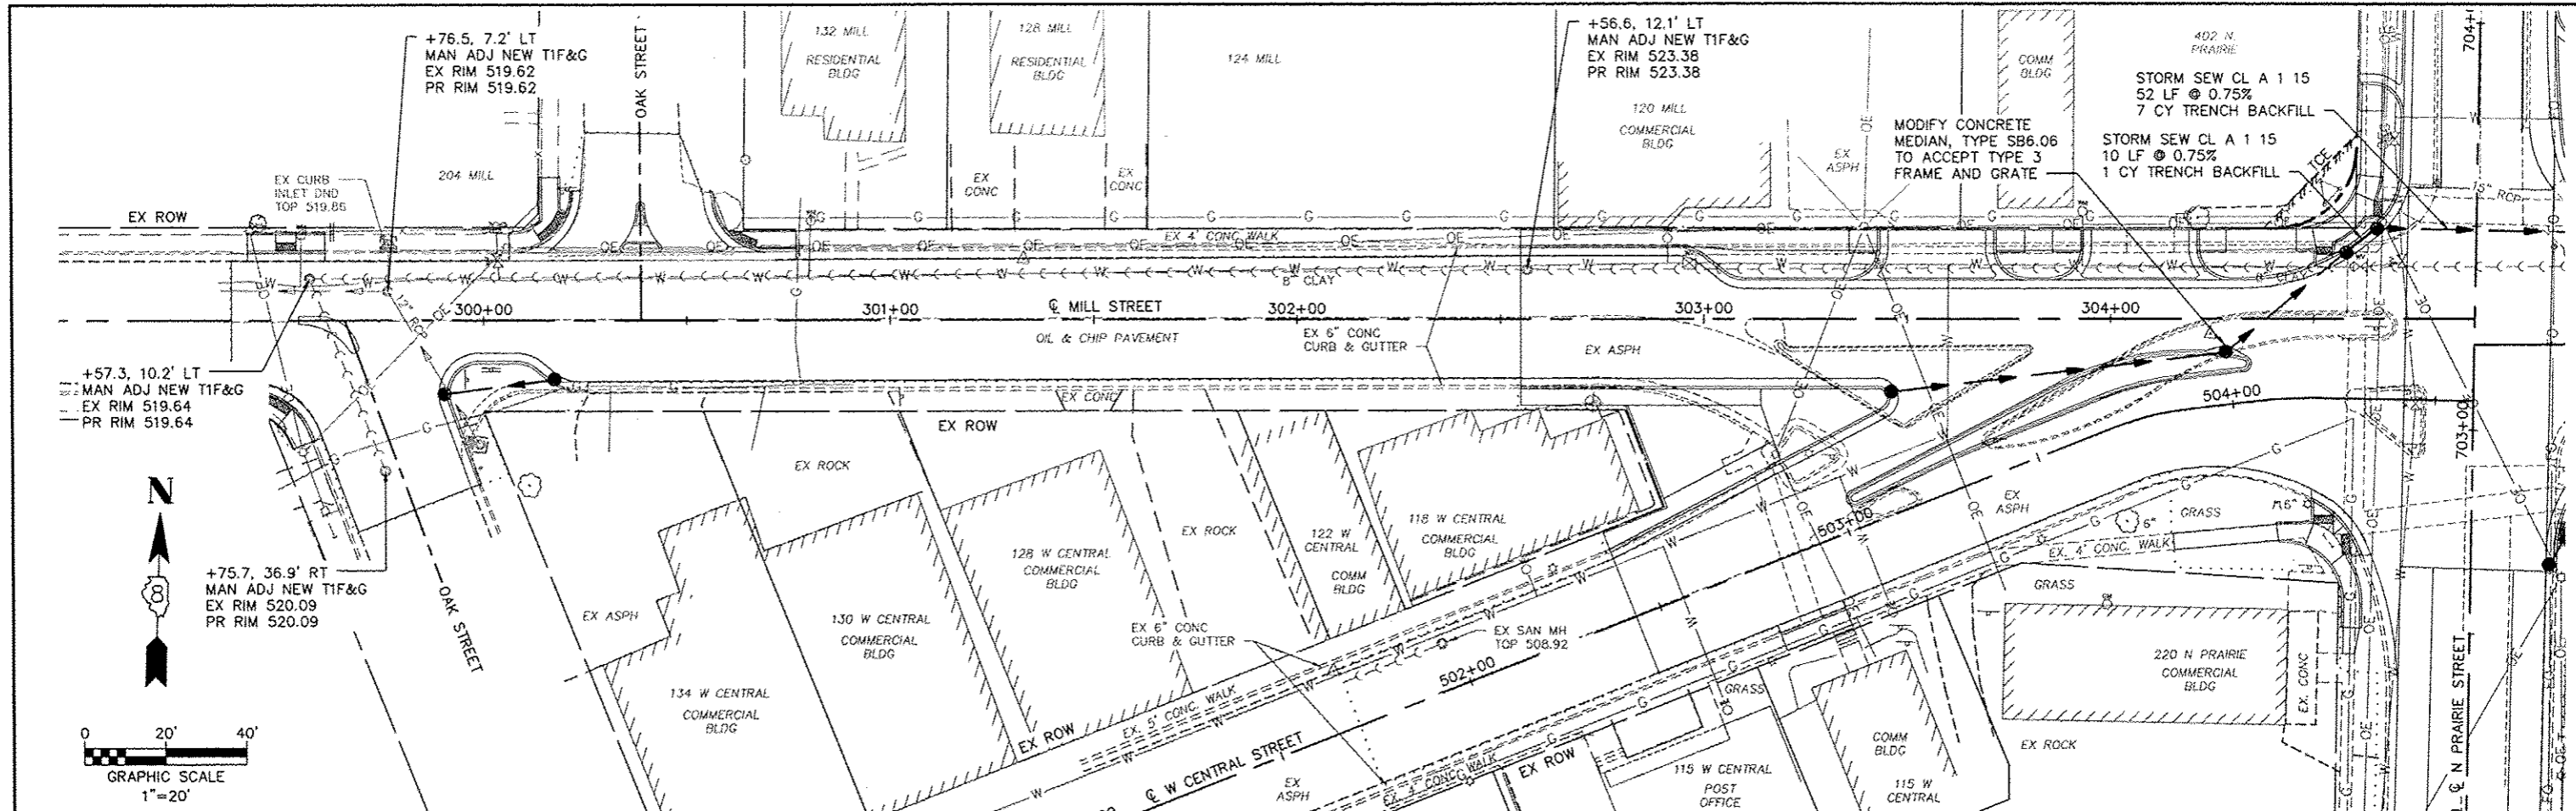 +76.5, 7.2' LT
MAN ADJ NEW T1F&G
EX RIM 519.62
PR RIM 519.62
OAK STREET
132 MILL
RESIDENTIAL
BLDG
128 MILL
RESIDENTIAL
BLDG
124 MILL
+56.6, 12.1' LT
MAN ADJ NEW T1F&G
EX RIM 523.38
PR RIM 523.38
120 MILL
COMMERCIAL
BLDG
COMM
BLDG
402 N.
PRAIRIE
704+
STORM SEW CL A 1 15
52 LF @ 0.75%
7 CY TRENCH BACKFILL
STORM SEW CL A 1 15
10 LF @ 0.75%
1 CY TRENCH BACKFILL
MODIFY CONCRETE
MEDIAN, TYPE SB6.06
TO ACCEPT TYPE 3
FRAME AND GRATE
EX
ASPH
TCE
15" RCP
204 MILL
EX CURB
INLET DND
TOP 519.86
EX
CONC
EX
CONC
EX ROW
EX 4' CONC WALK
8" CLAY
12" RCP
300+00
301+00
302+00
303+00
304+00
℄ MILL STREET
OIL & CHIP PAVEMENT
EX 6" CONC
CURB & GUTTER
EX ASPH
+57.3, 10.2' LT
MAN ADJ NEW T1F&G
EX RIM 519.64
PR RIM 519.64
EX CONC
EX ROW
504+00
703+00
N
8
+75.7, 36.9' RT
MAN ADJ NEW T1F&G
EX RIM 520.09
PR RIM 520.09
OAK STREET
EX ROCK
EX ASPH
134 W CENTRAL
COMMERCIAL
BLDG
130 W CENTRAL
COMMERCIAL
BLDG
128 W CENTRAL
COMMERCIAL
BLDG
EX ROCK
122 W
CENTRAL
COMM
BLDG
118 W CENTRAL
COMMERCIAL
BLDG
EX 6" CONC
CURB & GUTTER
EX SAN MH
TOP 508.92
502+00
503+00
EX
ASPH
GRASS
6"
6"
EX. 4' CONC. WALK
GRASS
220 N PRAIRIE
COMMERCIAL
BLDG
EX. CONC
EX ROCK
℄ N PRAIRIE STREET
EX. 5' CONC. WALK
EX ROW
℄ W CENTRAL STREET
EX
ASPH
EX. 4' CONC WALK
EX ROW
GRASS
115 W CENTRAL
POST
OFFICE
COMM
BLDG
115 W
CENTRAL
0 20' 40'
GRAPHIC SCALE
1"=20'